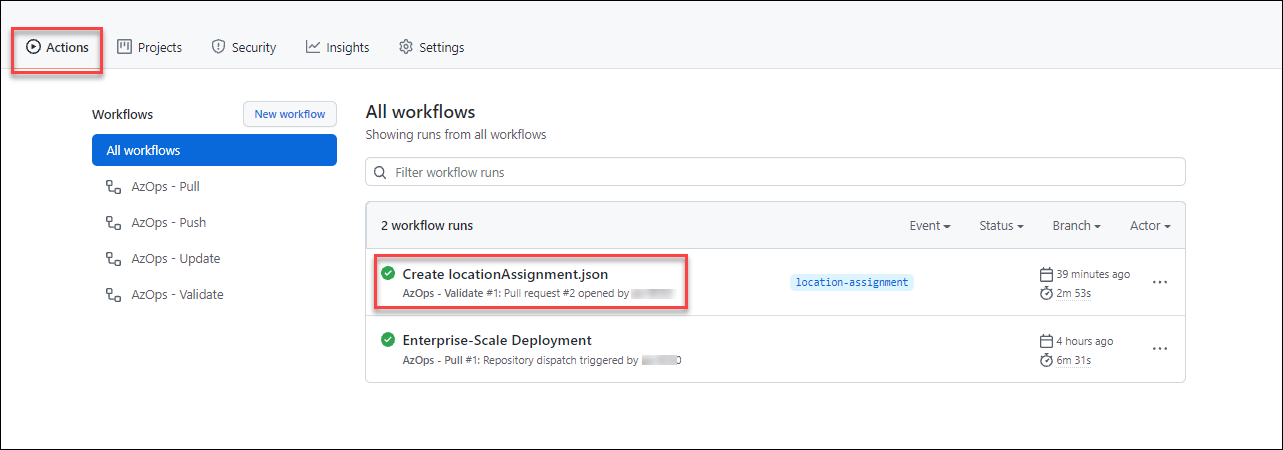 Actions Projects Security Insights Settings
Workflows New workflow
All workflows
AzOps - Pull
AzOps - Push
AzOps - Update
AzOps - Validate
All workflows
Showing runs from all workflows
Filter workflow runs
2 workflow runs Event Status Branch Actor
Create locationAssignment.json
AzOps - Validate #1: Pull request #2 opened by
location-assignment
39 minutes ago
2m 53s
Enterprise-Scale Deployment
AzOps - Pull #1: Repository dispatch triggered by
4 hours ago
6m 31s